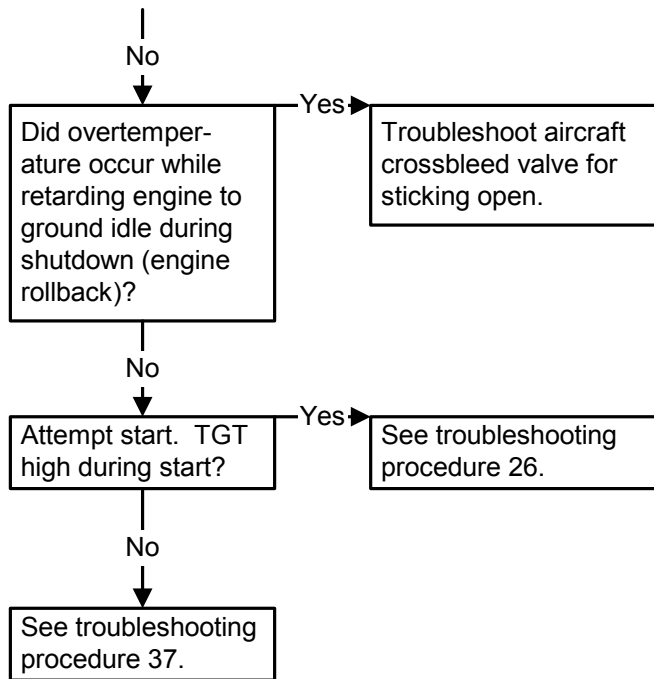 No
Did overtemper-
ature occur while
retarding engine to
ground idle during
shutdown (engine
rollback)?
Yes
Troubleshoot aircraft
crossbleed valve for
sticking open.
No
Attempt start.  TGT
high during start?
Yes
See troubleshooting
procedure 26.
No
See troubleshooting
procedure 37.